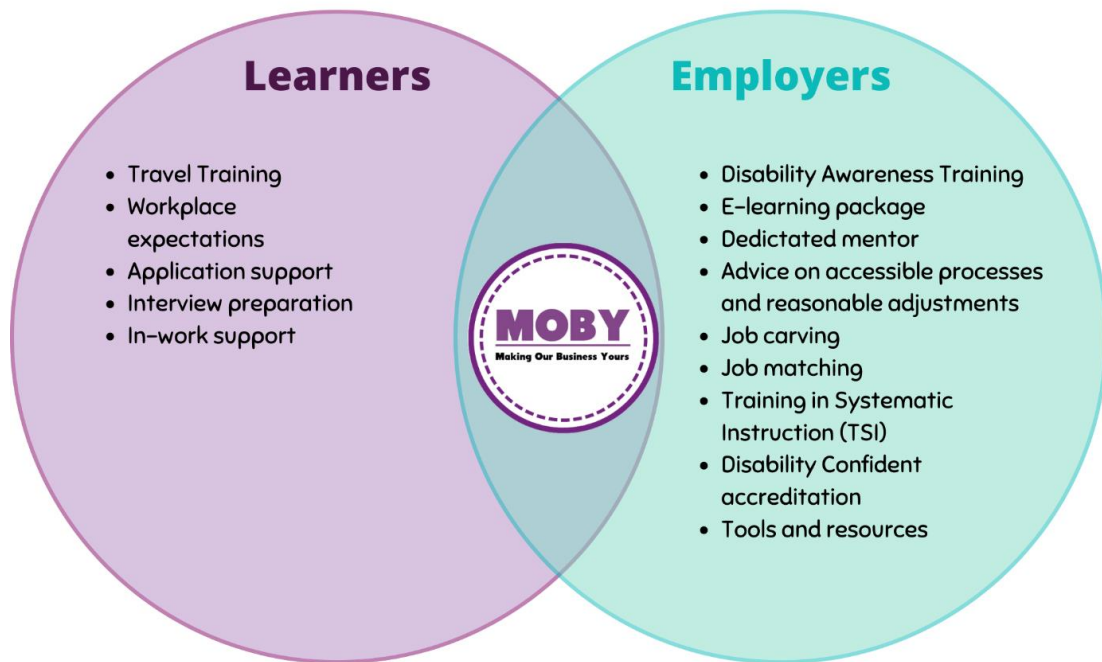 Learners
• Travel Training
• Workplace
expectations
• Application support
• Interview preparation
• In-work support
MOBY
Making Our Business Yours
Employers
• Disability Awareness Training
• E-learning package
• Dedictated mentor
• Advice on accessible processes
and reasonable adjustments
• Job carving
• Job matching
• Training in Systematic
Instruction (TSI)
• Disability Confident
accreditation
• Tools and resources